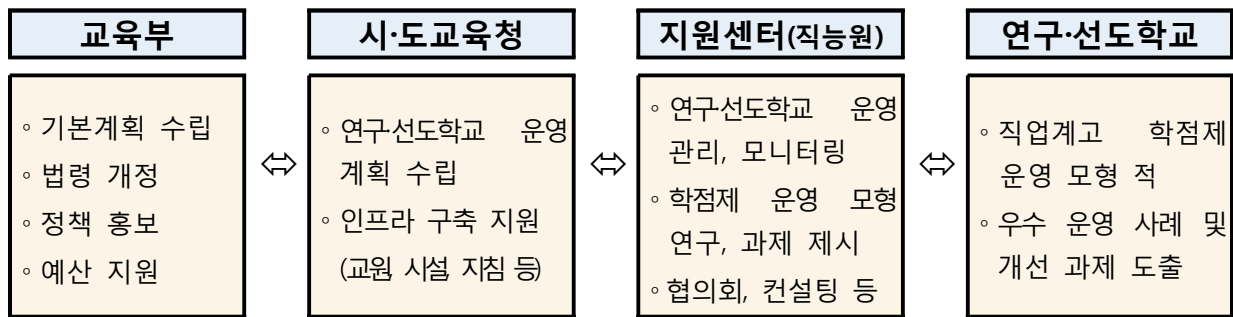 교육부
◦ 기본계획 수립
◦ 법령 개정
◦ 정책 홍보
◦ 예산 지원
⇔
시·도교육청
◦ 연구·선도학교 운영
계획 수립
◦ 인프라 구축 지원
(교원, 시설, 지침 등)
⇔
지원센터(직능원)
◦ 연구·선도학교 운영
관리, 모니터링
◦ 학점제 운영 모형
연구, 과제 제시
◦ 협의회, 컨설팅 등
⇔
연구·선도학교
◦ 직업계고 학점제
운영 모형 적
◦ 우수 운영 사례 및
개선 과제 도출